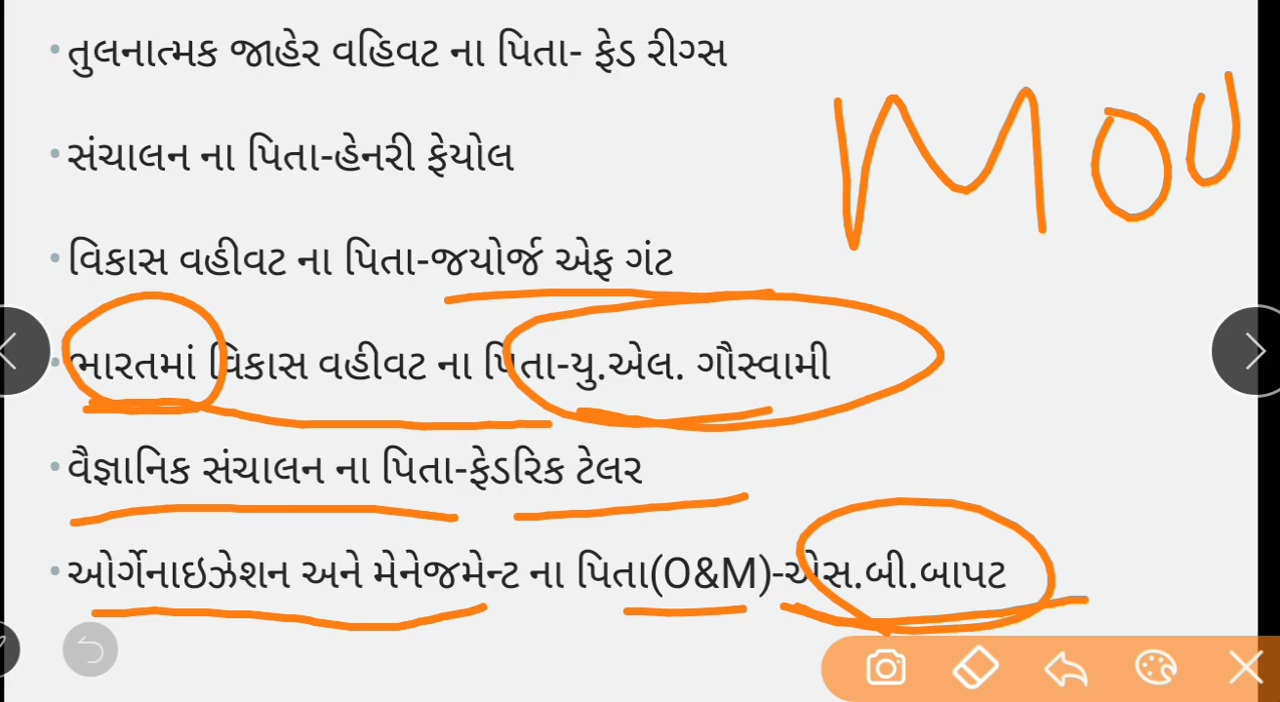 તુલનાત્મક જાહેર વહિવટ ના પિતા- ફેડ રીગ્સ
MOU
સંચાલન ના પિતા-હેનરી ફેયોલ
વિકાસ વહીવટ ના પિતા-જયોર્જ એફ ગંટ
ભારતમાં વિકાસ વહીવટ ના પિતા-યુ.એલ. ગૌસ્વામી
વૈજ્ઞાનિક સંચાલન ના પિતા-ફેડરિક ટેલર
ઓર્ગેનાઇઝેશન અને મેનેજમેન્ટ ના પિતા(O&M)-એસ.બી.બાપટ